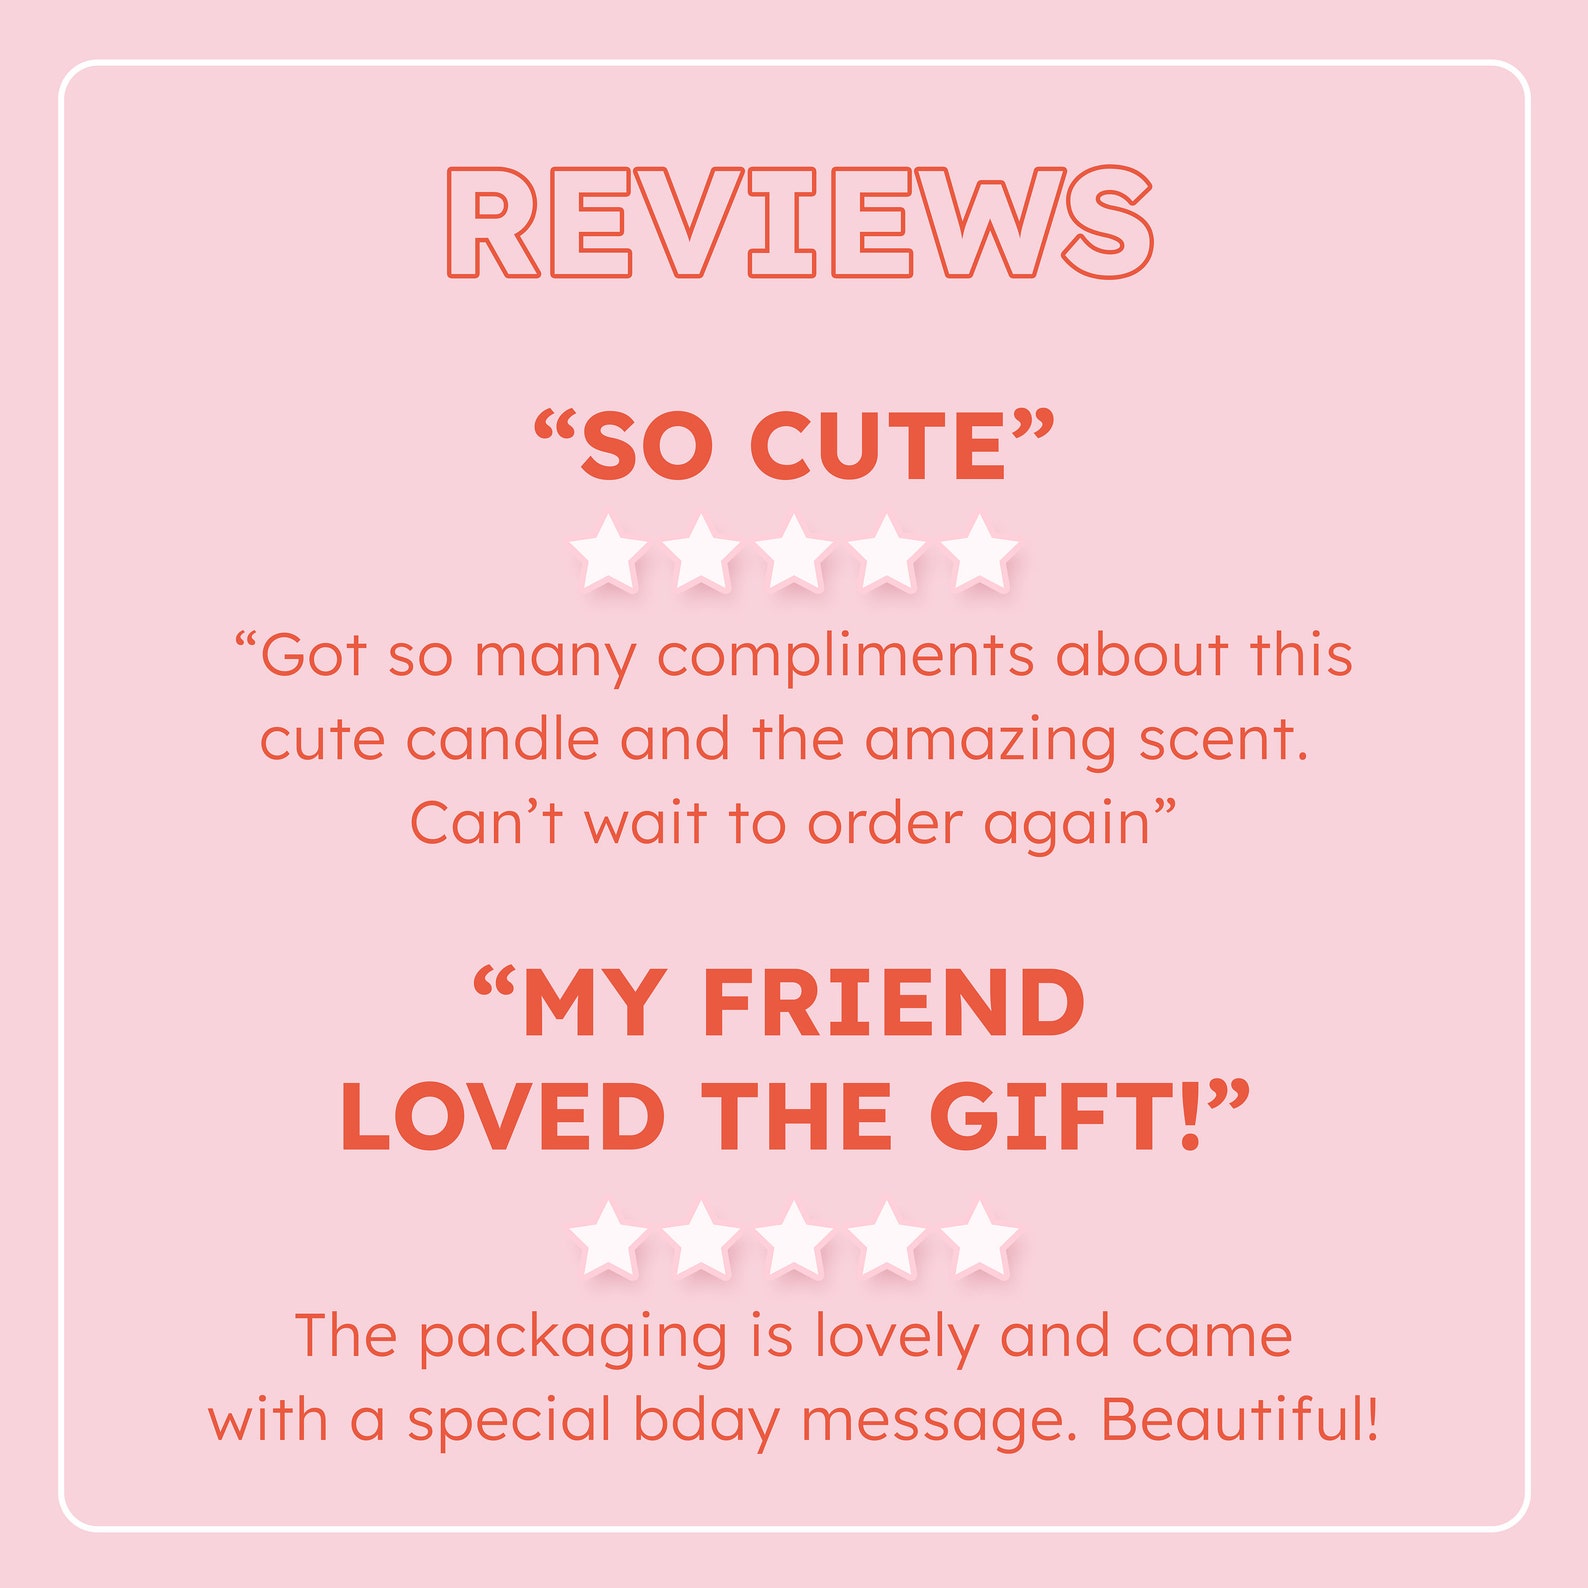 REVIEWS
“SO CUTE”
“Got so many compliments about this
cute candle and the amazing scent.
Can’t wait to order again”
“MY FRIEND
LOVED THE GIFT!”
The packaging is lovely and came
with a special bday message. Beautiful!